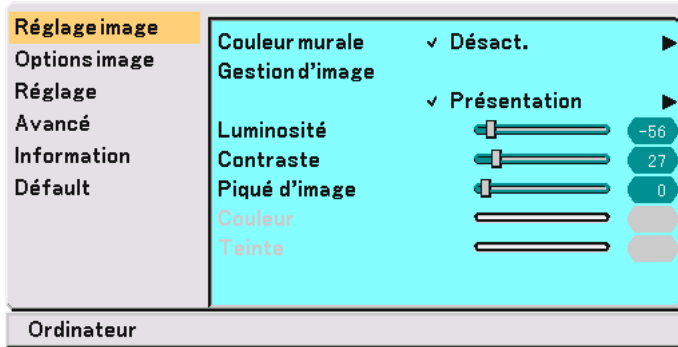 Réglage image
Options image
Réglage
Avancé
Information
Défault
Couleur murale ✓ Désact.
Gestion d'image
✓ Présentation
Luminosité -56
Contraste 27
Piqué d'image 0
Couleur
Teinte
Ordinateur